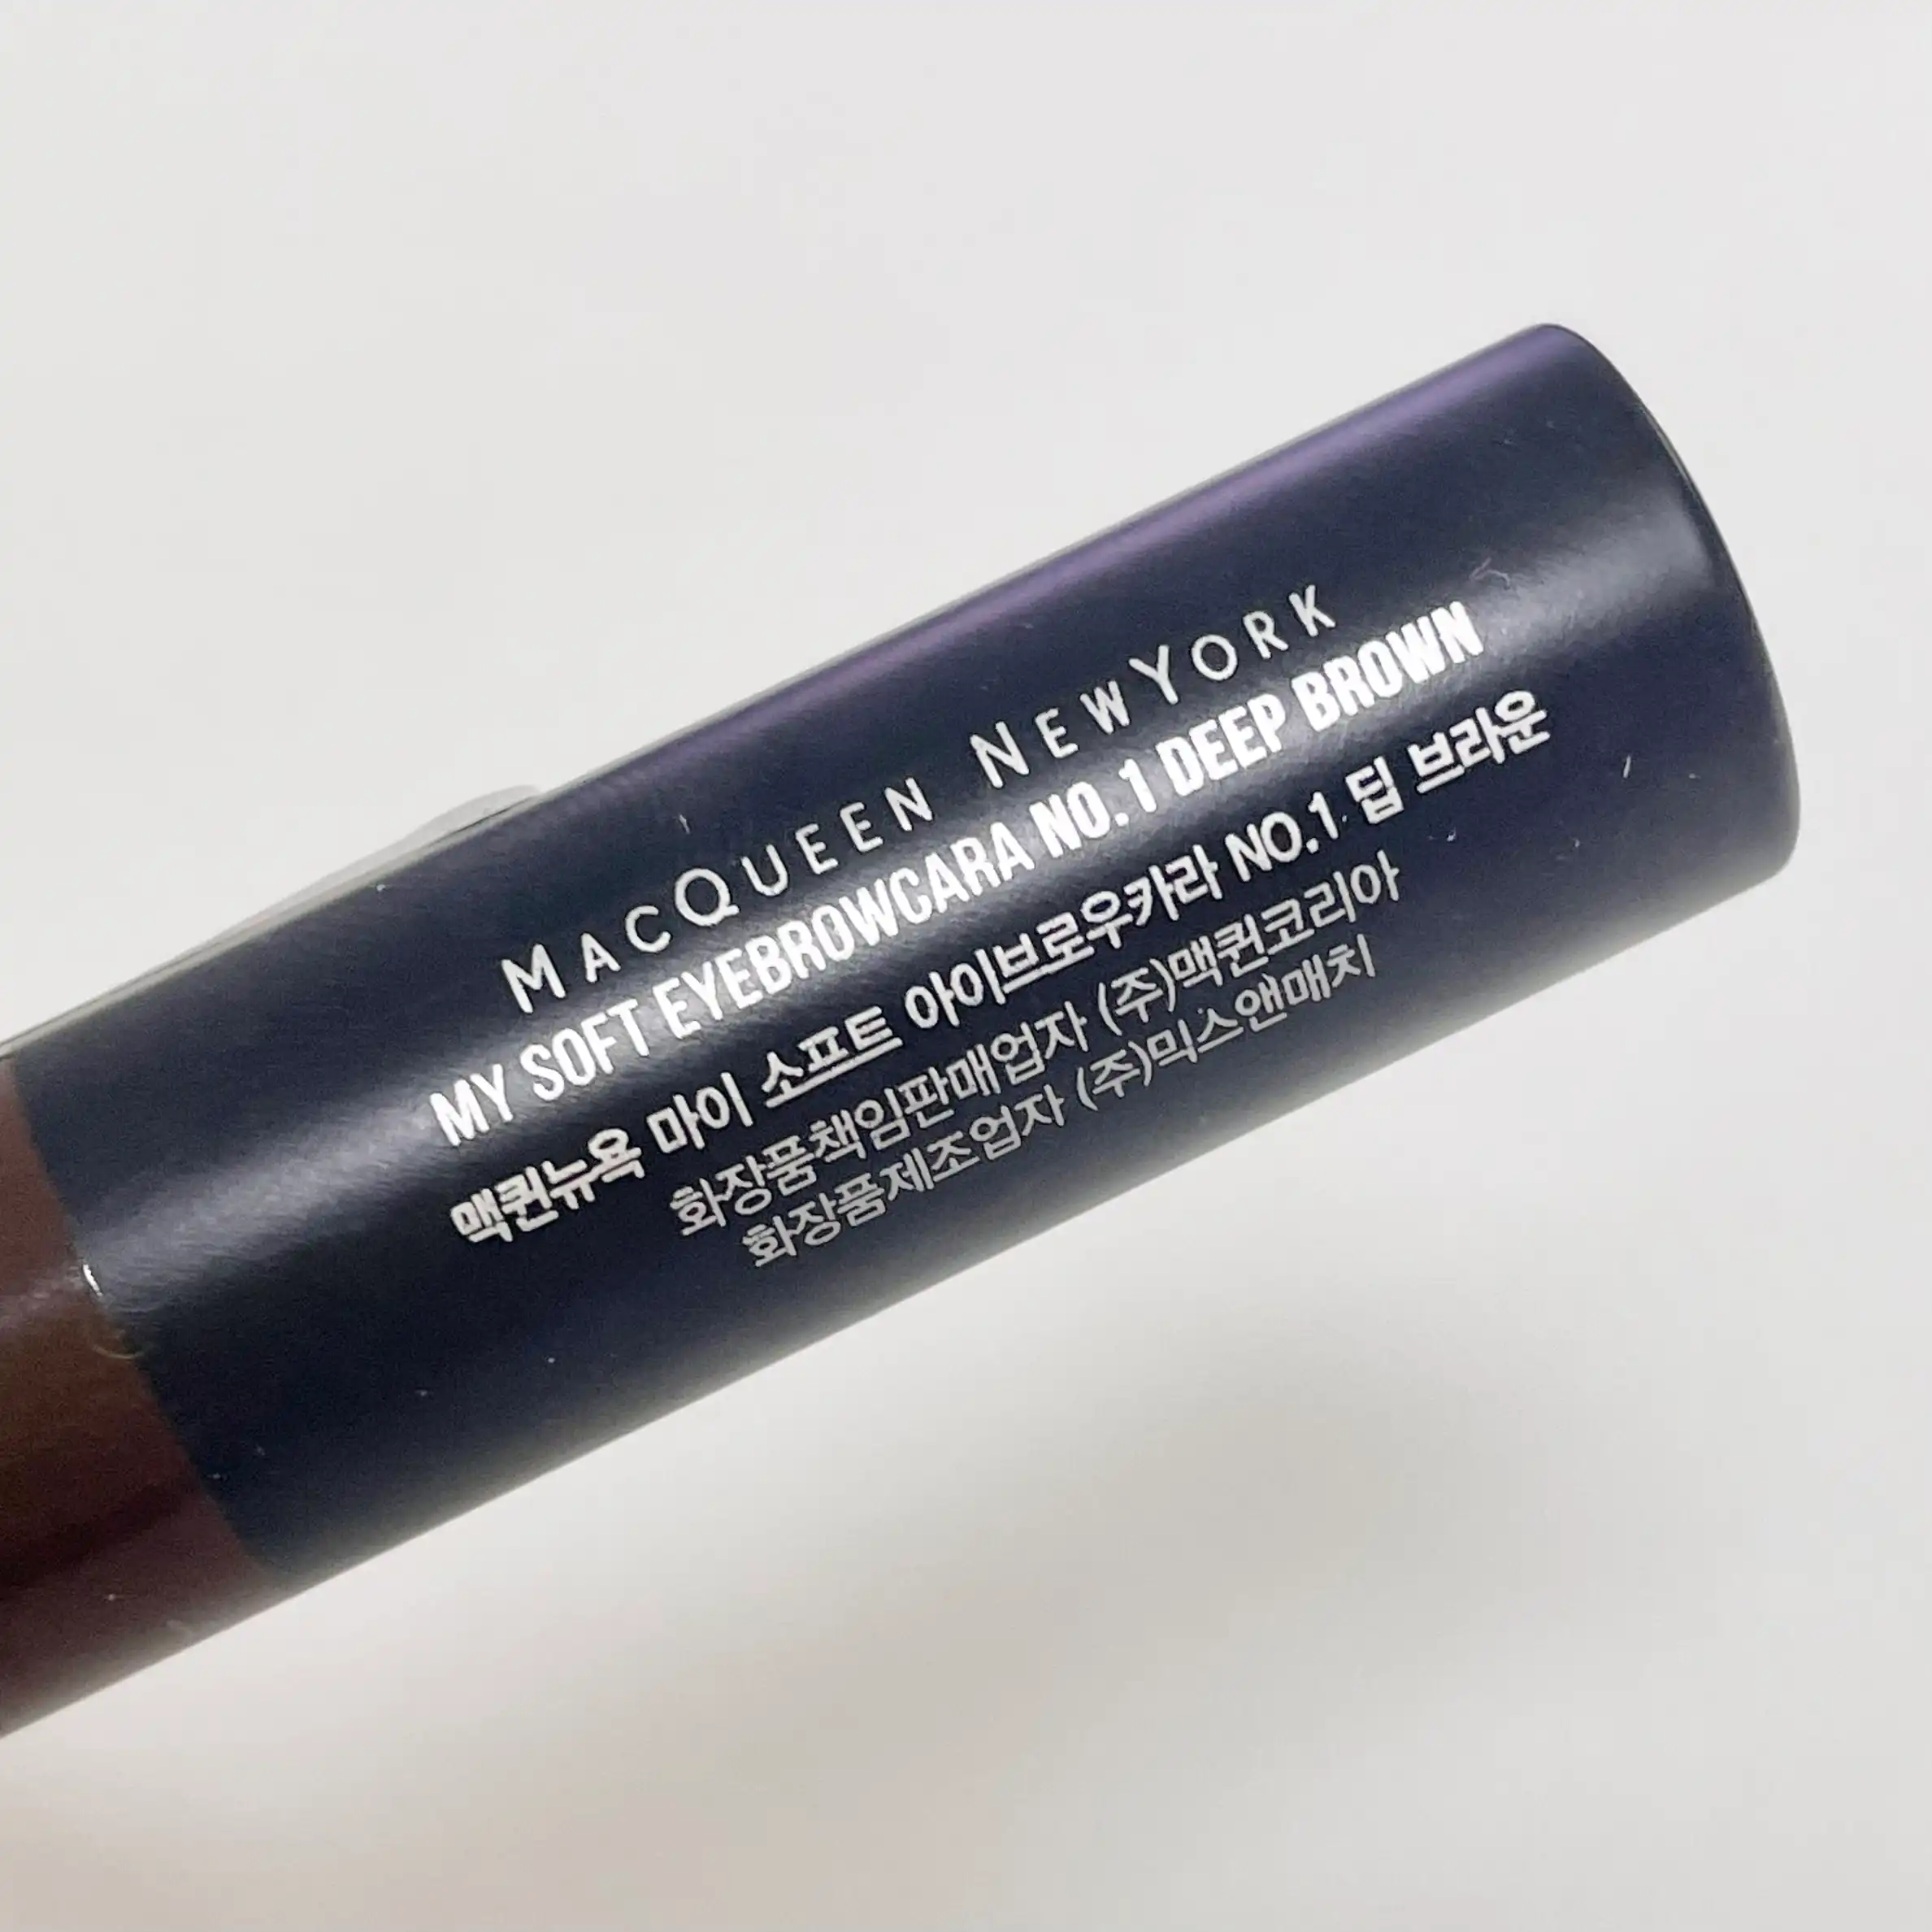 MACQUEEN NEWYORK
MY SOFT EYEBROWCARA NO.1 DEEP BROWN
맥퀸뉴욕 마이 소프트 아이브로우카라 NO.1 딥 브라운
화장품책임판매업자 (주)맥퀸코리아
화장품제조업자 (주)믹스앤매치